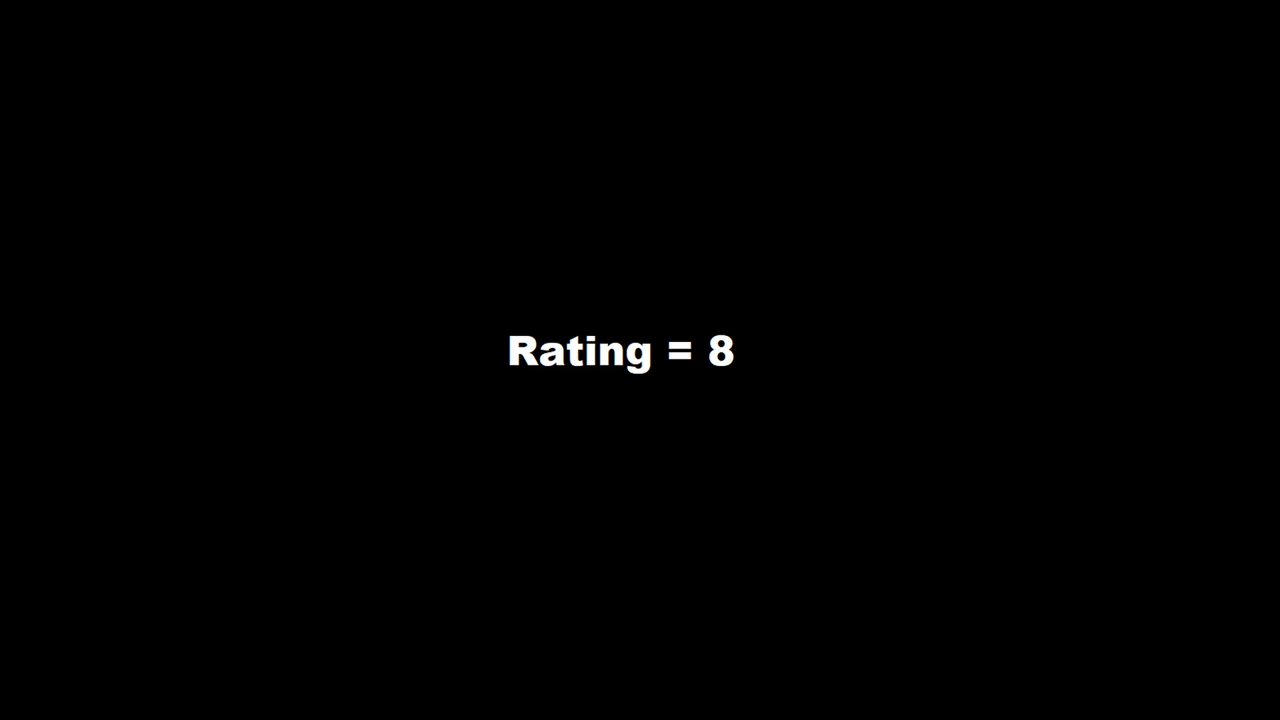 Rating = 8